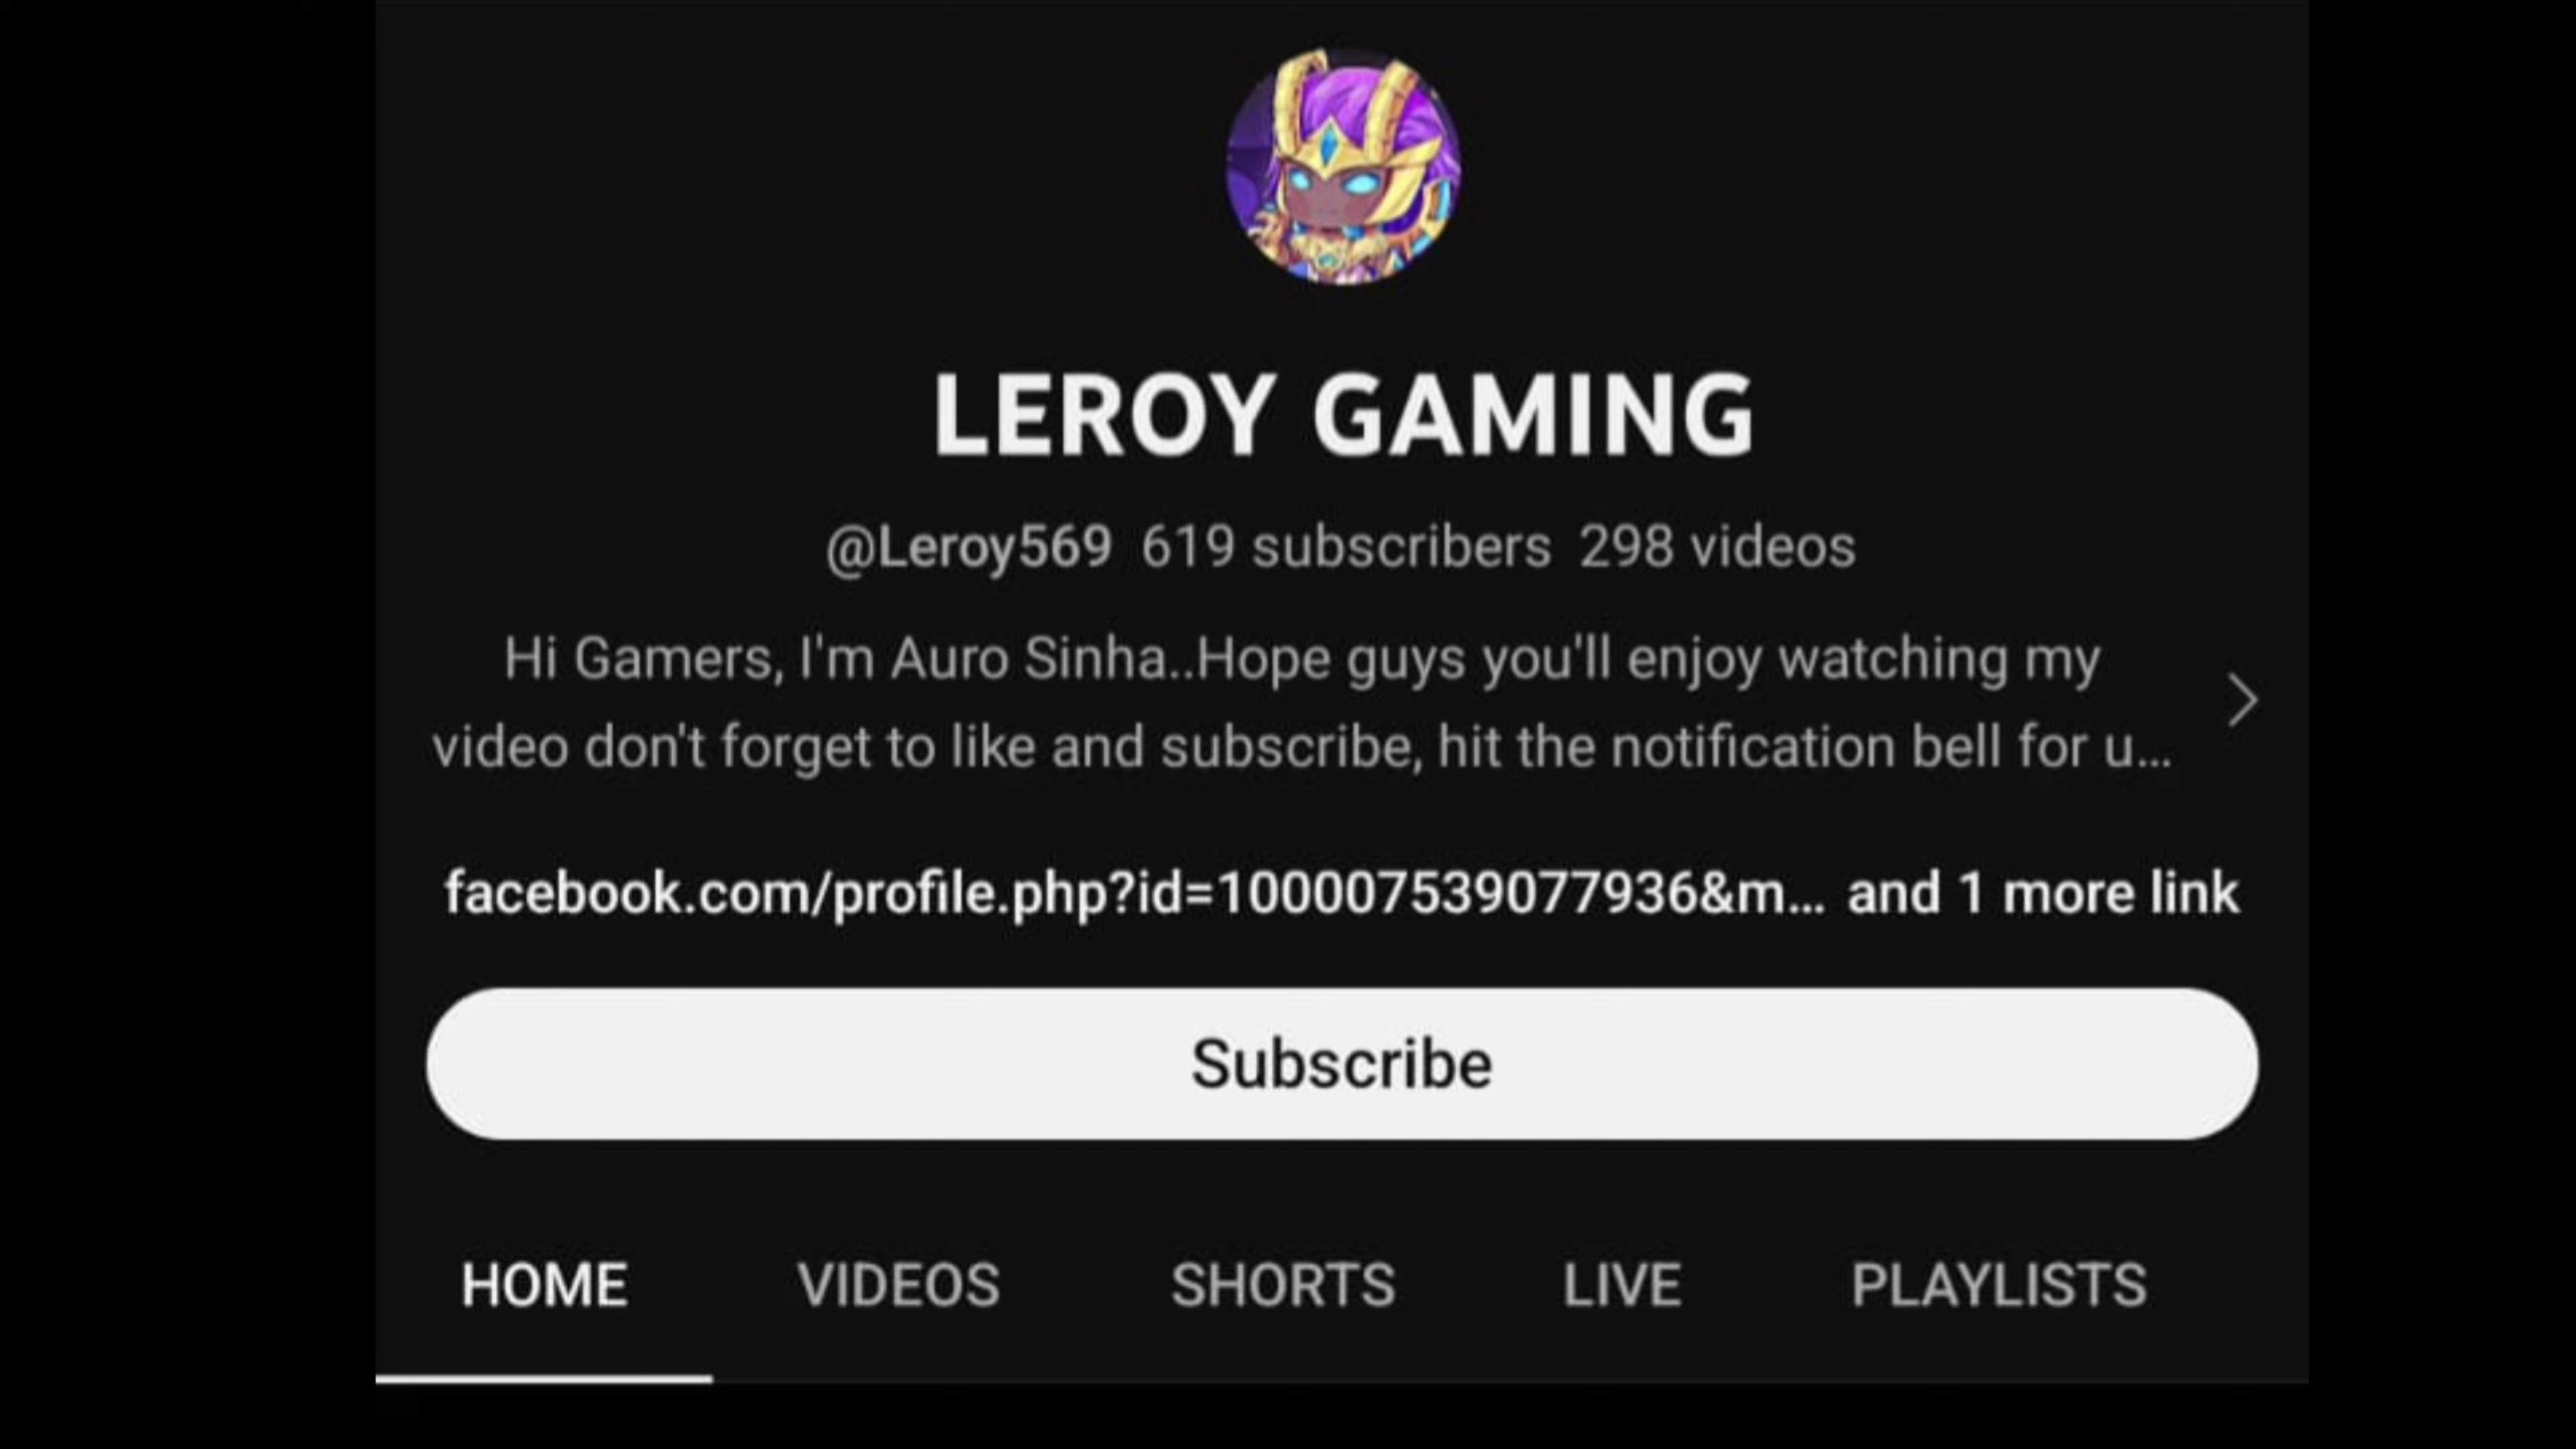 LEROY GAMING
@Leroy569 619 subscribers 298 videos
Hi Gamers, I'm Auro Sinha..Hope guys you'll enjoy watching my
video don't forget to like and subscribe, hit the notification bell for u...
facebook.com/profile.php?id=100007539077936&m... and 1 more link
Subscribe
HOME VIDEOS SHORTS LIVE PLAYLISTS